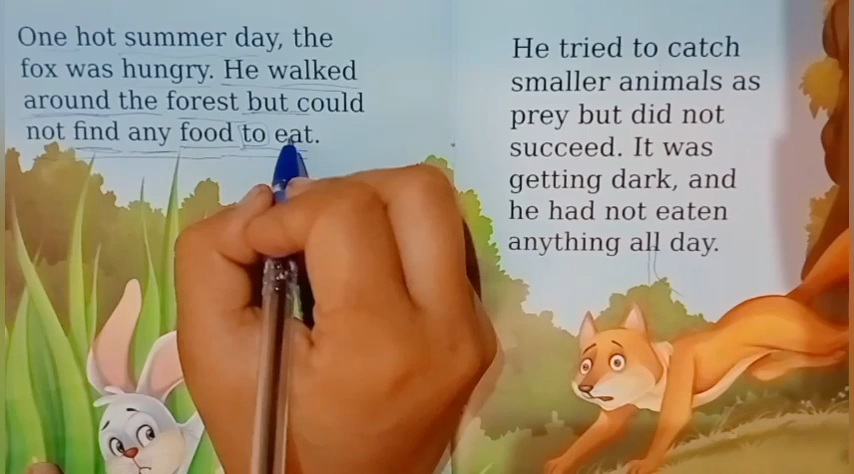 One hot summer day, the
fox was hungry. He walked
around the forest but could
not find any food to eat.
He tried to catch
smaller animals as
prey but did not
succeed. It was
getting dark, and
he had not eaten
anything all day.